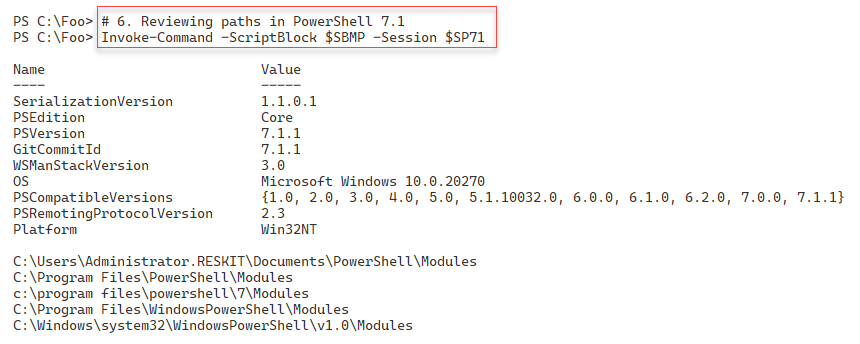 PS C:\Foo> # 6. Reviewing paths in PowerShell 7.1
PS C:\Foo> Invoke-Command -ScriptBlock $SBMP -Session $SP71
Name Value
---- -----
SerializationVersion 1.1.0.1
PSEdition Core
PSVersion 7.1.1
GitCommitId 7.1.1
WSManStackVersion 3.0
OS Microsoft Windows 10.0.20270
PSCompatibleVersions {1.0, 2.0, 3.0, 4.0, 5.0, 5.1.10032.0, 6.0.0, 6.1.0, 6.2.0, 7.0.0, 7.1.1}
PSRemotingProtocolVersion 2.3
Platform Win32NT
C:\Users\Administrator.RESKIT\Documents\PowerShell\Modules
C:\Program Files\PowerShell\Modules
c:\program files\powershell\7\Modules
C:\Program Files\WindowsPowerShell\Modules
C:\Windows\system32\WindowsPowerShell\v1.0\Modules